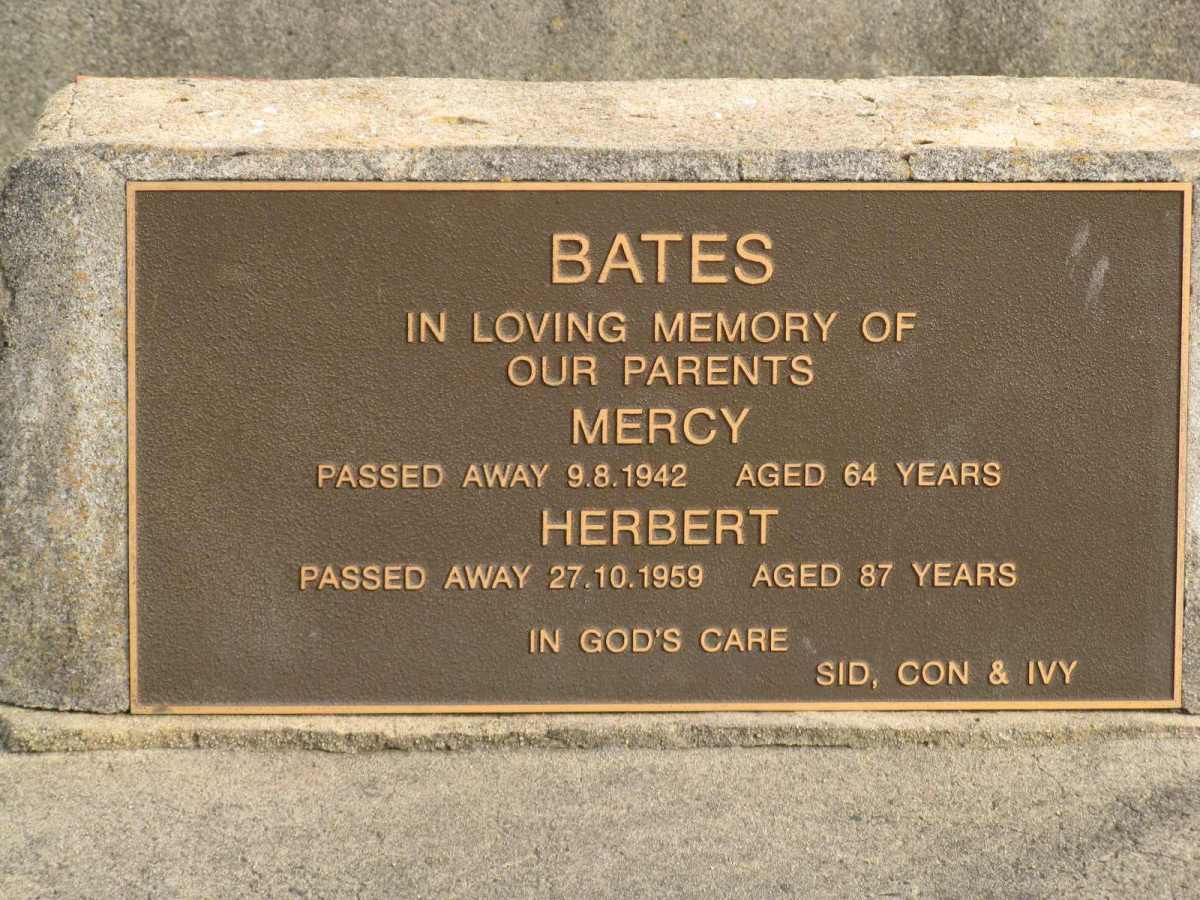 BATES
IN LOVING MEMORY OF
OUR PARENTS
MERCY
PASSED AWAY 9.8.1942 AGED 64 YEARS
HERBERT
PASSED AWAY 27.10.1959 AGED 87 YEARS
IN GOD'S CARE
SID, CON & IVY